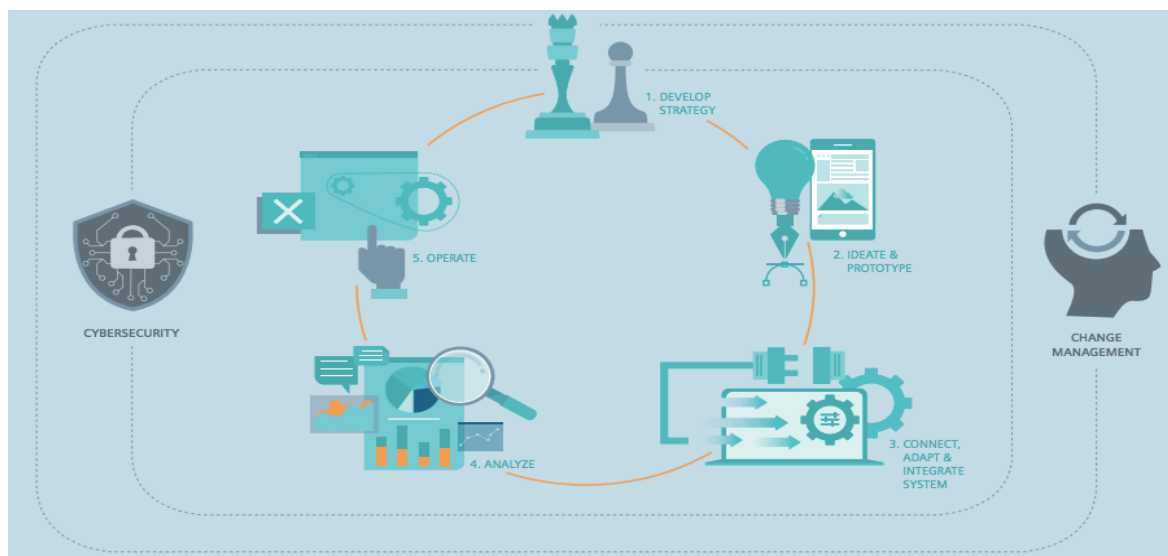 1. DEVELOP
STRATEGY
2. IDEATE &
PROTOTYPE
3. CONNECT,
ADAPT &
INTEGRATE
SYSTEM
4. ANALYZE
5. OPERATE
CYBERSECURITY
CHANGE
MANAGEMENT